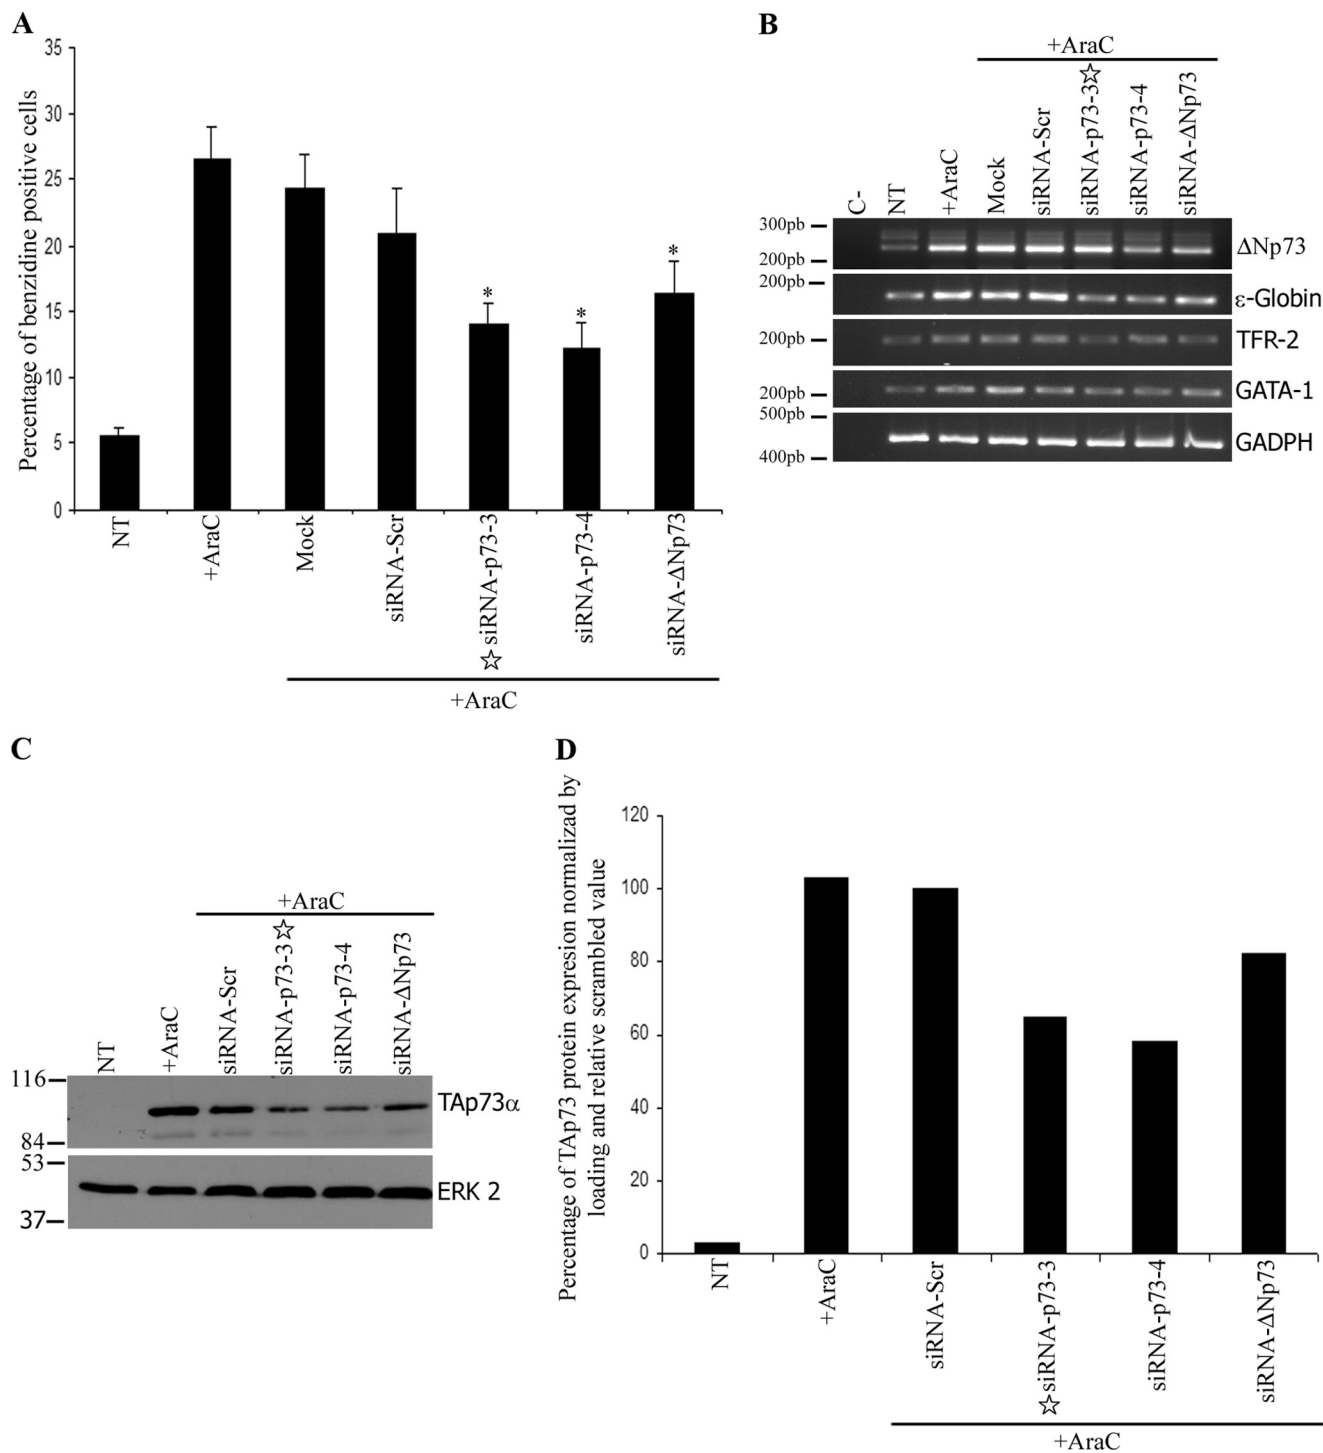 A
Percentage of benzidine positive cells
35
30
25
20
15
10
5
0
*
*
*
NT
+AraC
Mock
siRNA-Scr
☆siRNA-p73-3
siRNA-p73-4
siRNA-ΔNp73
+AraC
B
+AraC
C-
NT
+AraC
Mock
siRNA-Scr
siRNA-p73-3☆
siRNA-p73-4
siRNA-ΔNp73
300pb
200pb
ΔNp73
200pb
ε-Globin
200pb
TFR-2
200pb
GATA-1
500pb
400pb
GADPH
C
+AraC
NT
+AraC
siRNA-Scr
siRNA-p73-3☆
siRNA-p73-4
siRNA-ΔNp73
116
84
TAp73α
53
37
ERK 2
D
Percentage of TAp73 protein expresion normalizad by
loading and relative scrambled value
120
100
80
60
40
20
0
NT
+AraC
siRNA-Scr
☆siRNA-p73-3
siRNA-p73-4
siRNA-ΔNp73
+AraC